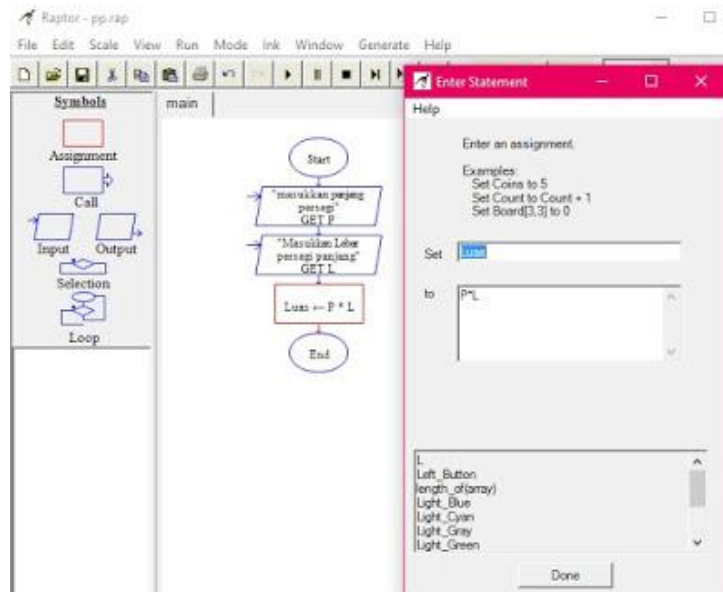 Raptor - pp.rap
File Edit Scale View Run Mode Ink Window Generate Help
Symbols
Assignment
Call
Input Output
Selection
Loop
main
Start
"masukkan panjang
persegi"
GET P
"Masukkan Lebar
persegi panjang"
GET L
Luas ← P * L
End
Enter Statement
Help
Enter an assignment.
Examples:
Set Coins to 5
Set Count to Count + 1
Set Board[3,3] to 0
Set Luas
to P*L
L
Left_Button
length_of(array)
Light_Blue
Light_Cyan
Light_Gray
Light_Green
Done